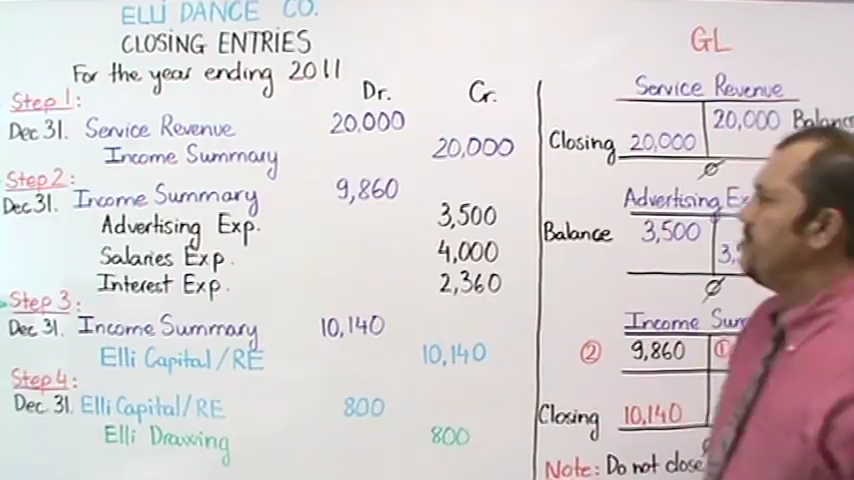 ELLI DANCE CO.
CLOSING ENTRIES
For the year ending 2011
Dr. Cr.
Step 1:
Dec 31. Service Revenue 20,000
Income Summary 20,000
Step 2:
Dec 31. Income Summary 9,860
Advertising Exp. 3,500
Salaries Exp. 4,000
Interest Exp. 2,360
Step 3:
Dec 31. Income Summary 10,140
Elli Capital/RE 10,140
Step 4:
Dec 31. Elli Capital/RE 800
Elli Drawing 800
GL
Service Revenue
20,000 Balance
Closing 20,000
Ø
Advertising
Balance 3,500
Ø
Income
② 9,860 ①
Closing 10,140
Note: Do not close